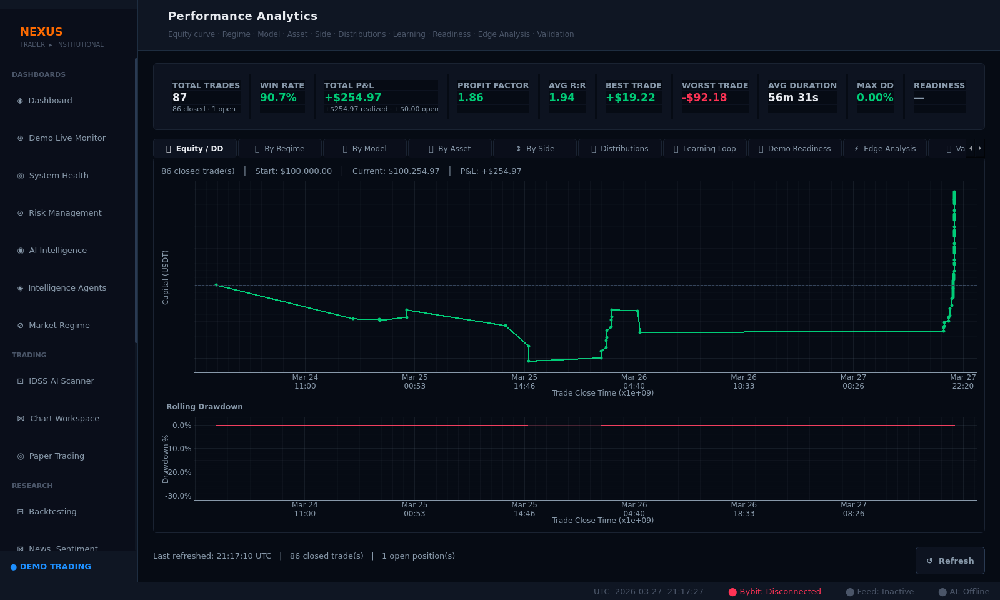 NEXUS
TRADER ▸ INSTITUTIONAL
DASHBOARDS
◈ Dashboard
⊛ Demo Live Monitor
◎ System Health
⊘ Risk Management
◉ AI Intelligence
◈ Intelligence Agents
⊘ Market Regime
TRADING
⊡ IDSS AI Scanner
⋈ Chart Workspace
◎ Paper Trading
RESEARCH
⊟ Backtesting
⊠ News Sentiment
● DEMO TRADING
Performance Analytics
Equity curve · Regime · Model · Asset · Side · Distributions · Learning · Readiness · Edge Analysis · Validation
TOTAL TRADES
87
86 closed · 1 open
WIN RATE
90.7%
TOTAL P&L
+$254.97
+$254.97 realized · +$0.00 open
PROFIT FACTOR
1.86
AVG R:R
1.94
BEST TRADE
+$19.22
WORST TRADE
-$92.18
AVG DURATION
56m 31s
MAX DD
0.00%
READINESS
—
Equity / DD
By Regime
By Model
By Asset
↕ By Side
Distributions
Learning Loop
Demo Readiness
⚡ Edge Analysis
Va
86 closed trade(s) | Start: $100,000.00 | Current: $100,254.97 | P&L: +$254.97
Capital (USDT)
Mar 24 11:00
Mar 25 00:53
Mar 25 14:46
Mar 26 04:40
Mar 26 18:33
Mar 27 08:26
Mar 27 22:20
Trade Close Time (x1e+09)
Rolling Drawdown
Drawdown %
0.0%
-10.0%
-20.0%
-30.0%
Mar 24 11:00
Mar 25 00:53
Mar 25 14:46
Mar 26 04:40
Mar 26 18:33
Mar 27 08:26
Trade Close Time (x1e+09)
Last refreshed: 21:17:10 UTC | 86 closed trade(s) | 1 open position(s)
↺ Refresh
UTC 2026-03-27 21:17:27
● Bybit: Disconnected
● Feed: Inactive
● AI: Offline